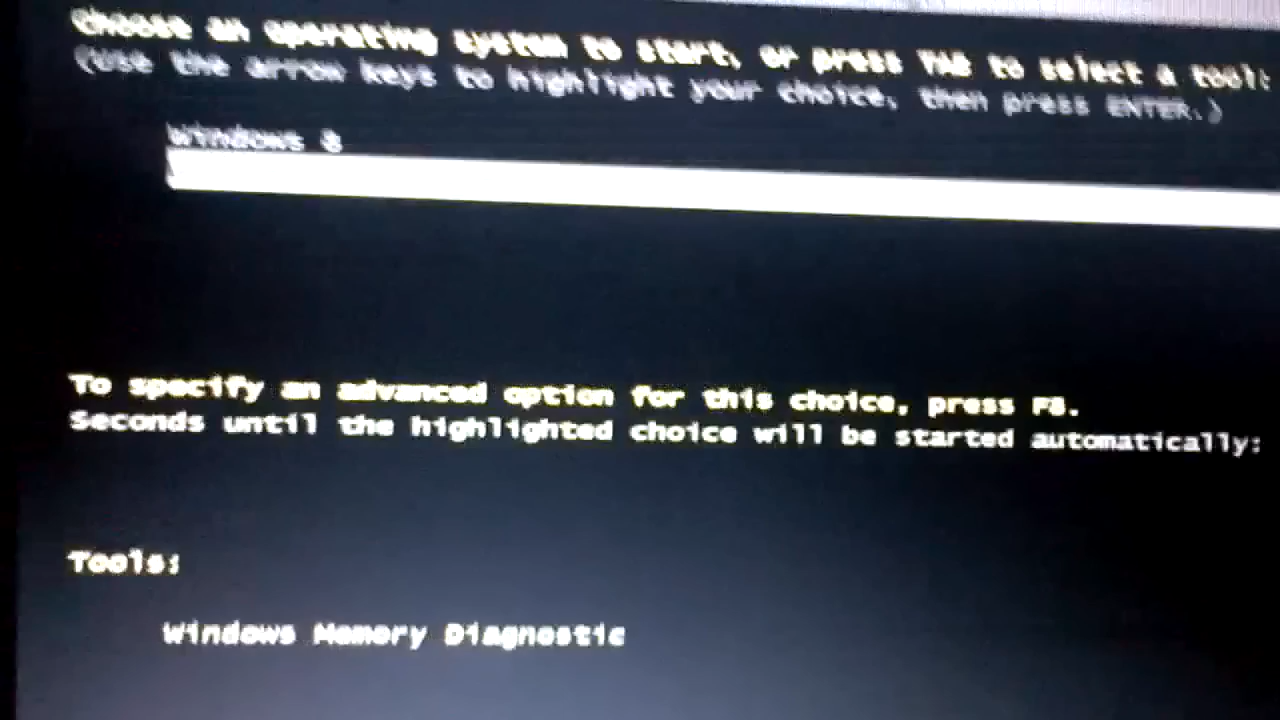 Choose an operating system to start, or press TAB to select a tool:
(Use the arrow keys to highlight your choice, then press ENTER.)
Windows 8
To specify an advanced option for this choice, press F8.
Seconds until the highlighted choice will be started automatically:
Tools:
Windows Memory Diagnostic